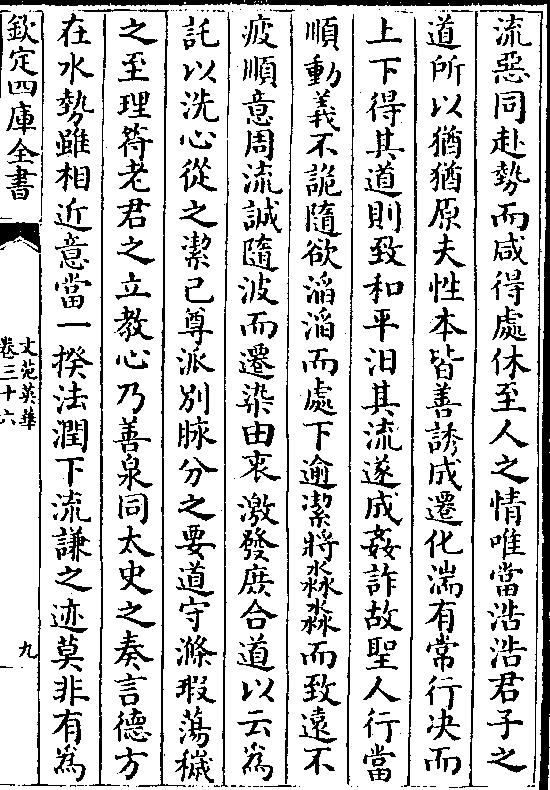 流惡同赴勢而咸得處休至人之情唯當浩浩君子之
道所以猶猶原夫性本皆善誘成遷化湍有常行决而
上下得其道則致和平汨其流遂成姦詐故聖人行當
順動義不詭隨欲滔滔而處下逾潔將淼淼而致遠不
疲順意周流誠隨波而遷染由衷激發庶合道以云為
託以洗心從之潔已尊派别脉分之要道守滌瑕蕩穢
之至理符老君之立教心乃善泉同太史之奏言德方
在水勢雖相近意當一揆法潤下流謙之迹莫非有為
欽定四庫全書
文苑英華
卷三十六
九